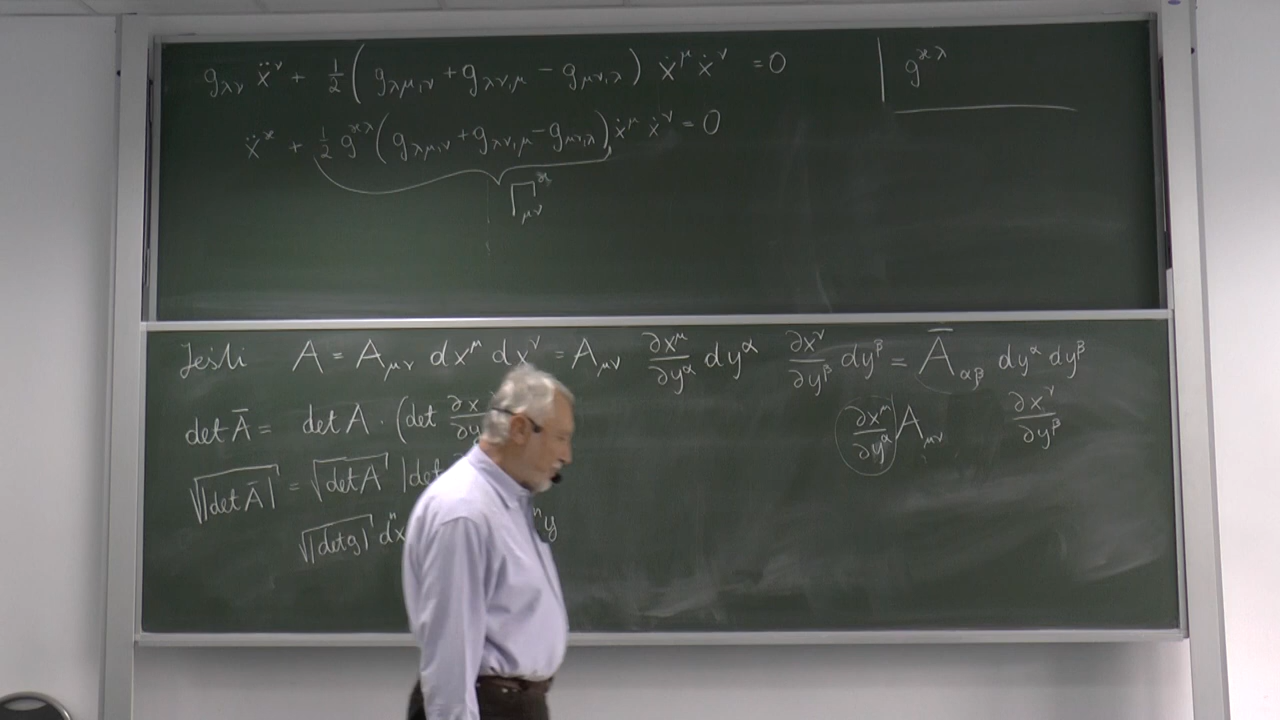 g_{λν} ẍ^ν + 1/2 ( g_{λμ,ν} + g_{λν,μ} − g_{μν,λ} ) ẋ^μ ẋ^ν = 0 | g^{ϰλ}
ẍ^ϰ + 1/2 g^{ϰλ} ( g_{λμ,ν} + g_{λν,μ} − g_{μν,λ} ) ẋ^μ ẋ^ν = 0
Γ^ϰ_{μν}
Jeśli A = A_{μν} dx^μ dx^ν = A_{μν} ∂x^μ/∂y^α dy^α ∂x^ν/∂y^β dy^β = Ā_{αβ} dy^α dy^β
det Ā = det A · (det ∂x/∂y ∂x^μ/∂y^α A_{μν} ∂x^ν/∂y^β
√|det Ā| = √|det A| |det
√|det g| d^n x ^n y